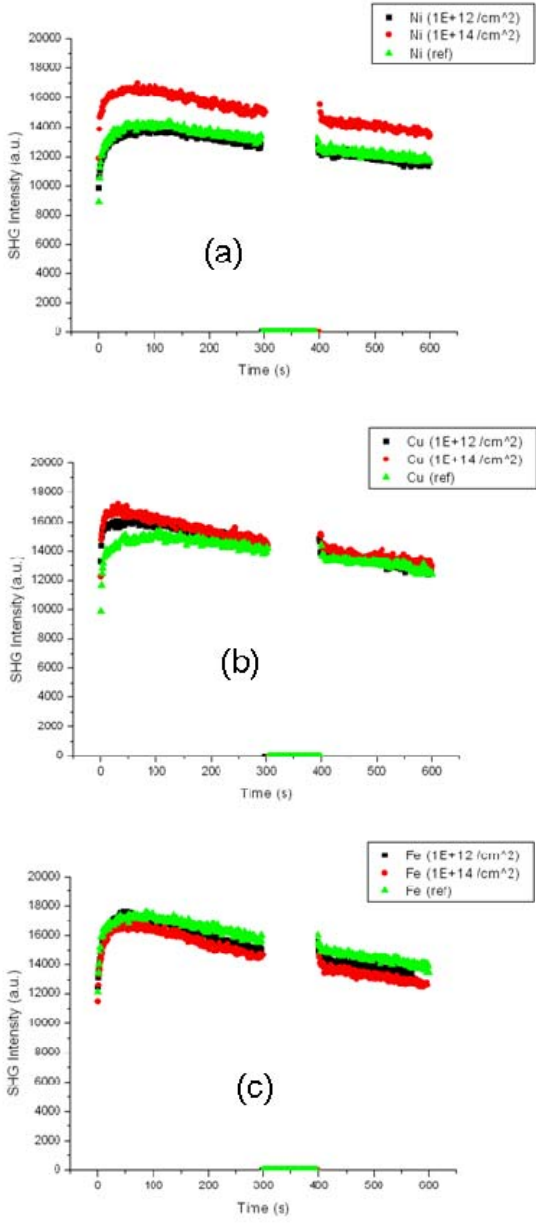 Ni (1E+12/cm^2)
Ni (1E+14/cm^2)
Ni (ref)
20000
18000
16000
14000
12000
10000
8000
6000
4000
2000
0
SHG Intensity (a.u.)
(a)
0 100 200 300 400 500 600
Time (s)
Cu (1E+12/cm^2)
Cu (1E+14/cm^2)
Cu (ref)
20000
18000
16000
14000
12000
10000
8000
6000
4000
2000
0
SHG Intensity (a.u.)
(b)
0 100 200 300 400 500 600
Time (s)
Fe (1E+12/cm^2)
Fe (1E+14/cm^2)
Fe (ref)
20000
18000
16000
14000
12000
10000
8000
6000
4000
2000
0
SHG Intensity (a.u.)
(c)
0 100 200 300 400 500 600
Time (s)